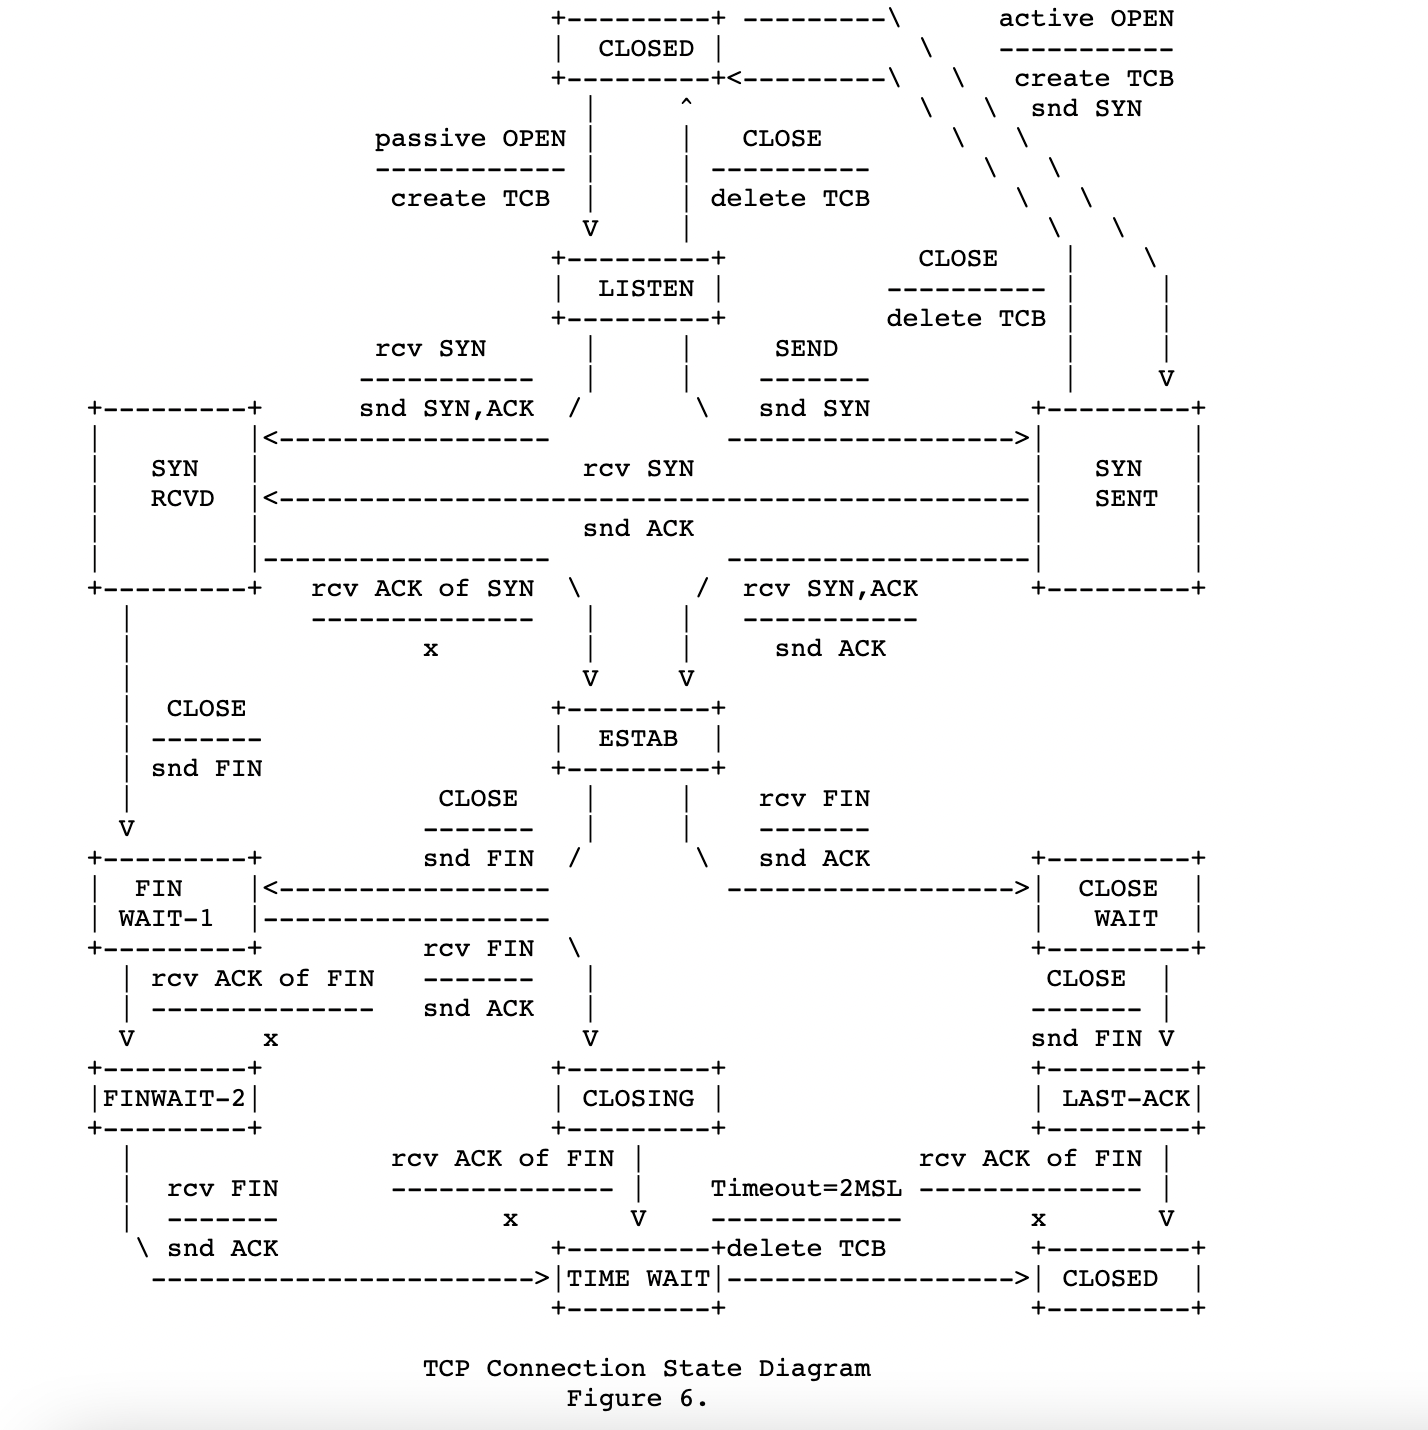 +---------+ ---------\      active OPEN
|  CLOSED |            \    -----------
+---------+<---------\   \   create TCB
  |     ^              \   \  snd SYN
passive OPEN |     |   CLOSE        \   \
------------ |     | ----------       \   \
create TCB  |     | delete TCB         \   \
V     |                      \   \
+---------+            CLOSE    |    \
|  LISTEN |          ---------- |     |
+---------+          delete TCB |     |
rcv SYN      |     |     SEND              |     |
-----------   |     |    -------            |     V
+---------+      snd SYN,ACK  /       \   snd SYN          +---------+
|         |<-----------------           ------------------>|         |
|   SYN   |                    rcv SYN                     |   SYN   |
|   RCVD  |<-----------------------------------------------|   SENT  |
|         |                    snd ACK                     |         |
|         |------------------           -------------------|         |
+---------+   rcv ACK of SYN  \       /  rcv SYN,ACK       +---------+
|           --------------   |     |   -----------
|                  x         |     |     snd ACK
|                            V     V
|  CLOSE                   +---------+
| -------                  |  ESTAB  |
| snd FIN                  +---------+
|                   CLOSE    |     |    rcv FIN
V                  -------   |     |    -------
+---------+          snd FIN  /       \   snd ACK          +---------+
|  FIN    |<-----------------           ------------------>|  CLOSE  |
| WAIT-1  |------------------                              |   WAIT  |
+---------+          rcv FIN  \                            +---------+
| rcv ACK of FIN   -------   |                            CLOSE  |
| --------------   snd ACK   |                           ------- |
V        x                   V                           snd FIN V
+---------+                  +---------+                   +---------+
|FINWAIT-2|                  | CLOSING |                   | LAST-ACK|
+---------+                  +---------+                   +---------+
|                rcv ACK of FIN |                 rcv ACK of FIN |
|  rcv FIN       -------------- |    Timeout=2MSL -------------- |
|  -------              x       V    ------------        x       V
\ snd ACK                 +---------+delete TCB         +---------+
------------------------>|TIME WAIT|------------------>| CLOSED  |
+---------+                   +---------+
TCP Connection State Diagram
Figure 6.